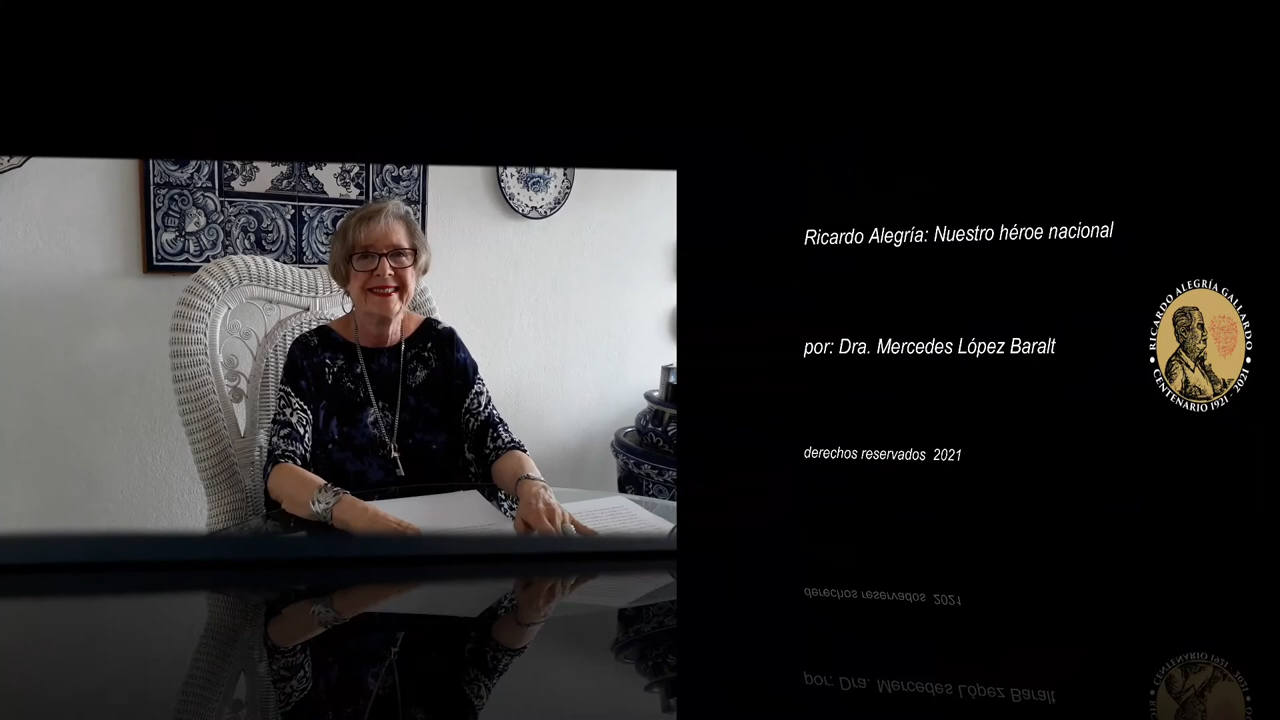 Ricardo Alegría: Nuestro héroe nacional
por: Dra. Mercedes López Baralt
derechos reservados 2021
RICARDO ALEGRÍA GALLARDO
CENTENARIO 1921 - 2021